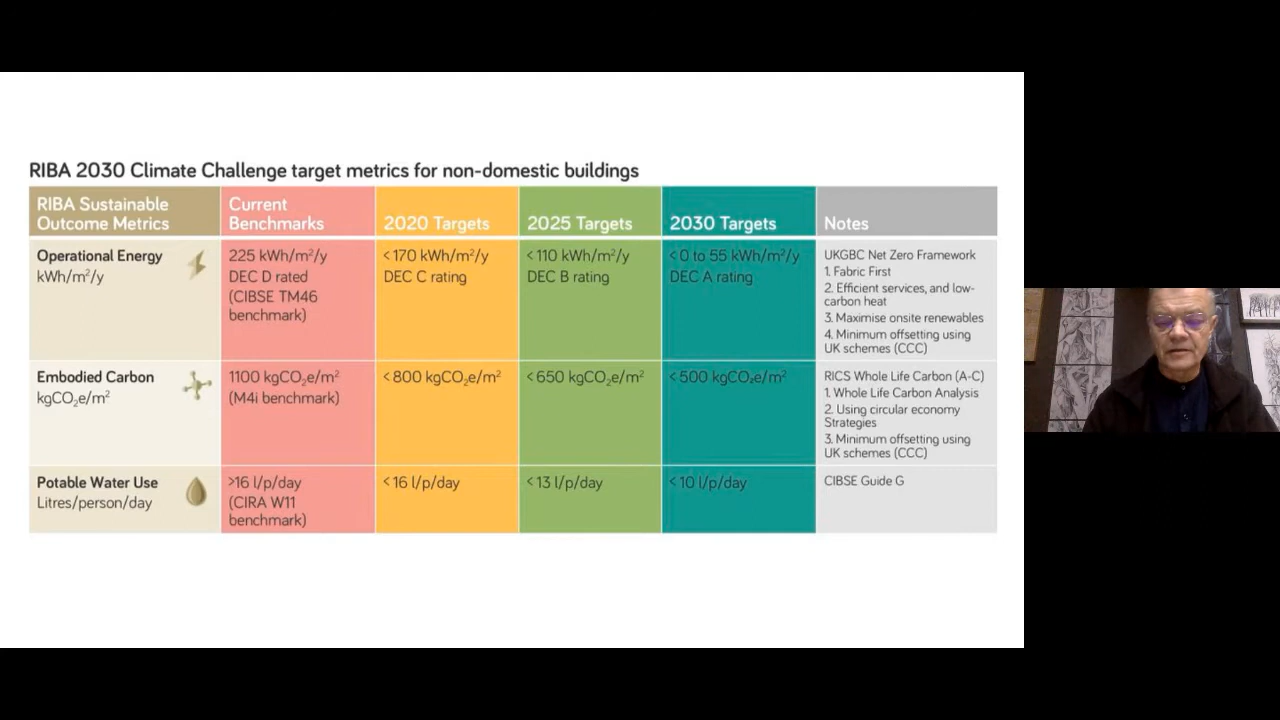 RIBA 2030 Climate Challenge target metrics for non-domestic buildings
RIBA Sustainable
Outcome Metrics
Current
Benchmarks
2020 Targets
2025 Targets
2030 Targets
Notes
Operational Energy
kWh/m²/y
225 kWh/m²/y
DEC D rated
(CIBSE TM46
benchmark)
<170 kWh/m²/y
DEC C rating
<110 kWh/m²/y
DEC B rating
<0 to 55 kWh/m²/y
DEC A rating
UKGBC Net Zero Framework
1. Fabric First
2. Efficient services, and low-
carbon heat
3. Maximise onsite renewables
4. Minimum offsetting using
UK schemes (CCC)
Embodied Carbon
kgCO₂e/m²
1100 kgCO₂e/m²
(M4i benchmark)
<800 kgCO₂e/m²
<650 kgCO₂e/m²
<500 kgCO₂e/m²
RICS Whole Life Carbon (A-C)
1. Whole Life Carbon Analysis
2. Using circular economy
Strategies
3. Minimum offsetting using
UK schemes (CCC)
Potable Water Use
Litres/person/day
>16 l/p/day
(CIRA W11
benchmark)
<16 l/p/day
<13 l/p/day
<10 l/p/day
CIBSE Guide G